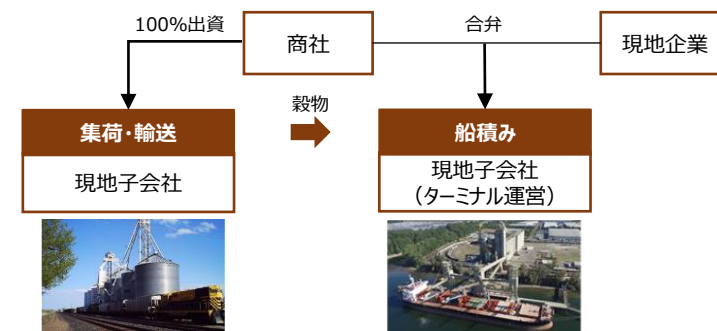 100%出資
商社
合弁
現地企業
集荷・輸送
現地子会社
穀物
船積み
現地子会社
（ターミナル運営）